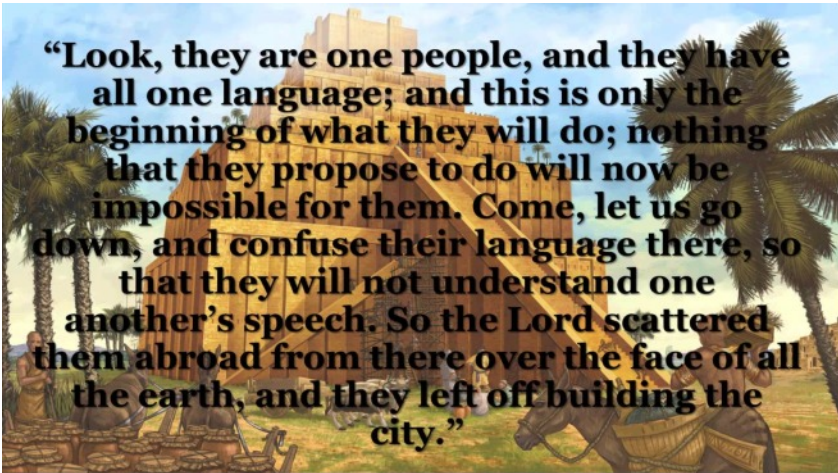 “Look, they are one people, and they have
all one language; and this is only the
beginning of what they will do; nothing
that they propose to do will now be
impossible for them. Come, let us go
down, and confuse their language there, so
that they will not understand one
another’s speech. So the Lord scattered
them abroad from there over the face of all
the earth, and they left off building the
city.”